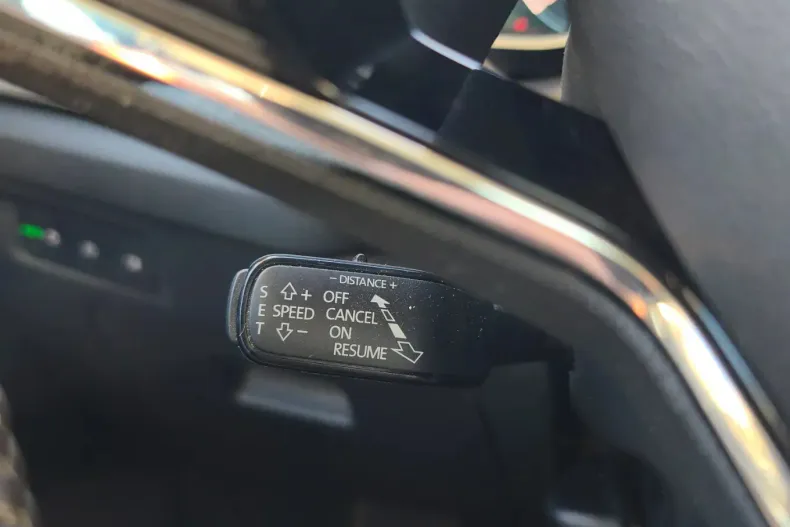 - DISTANCE +
S + OFF
E SPEED CANCEL
T - ON
RESUME